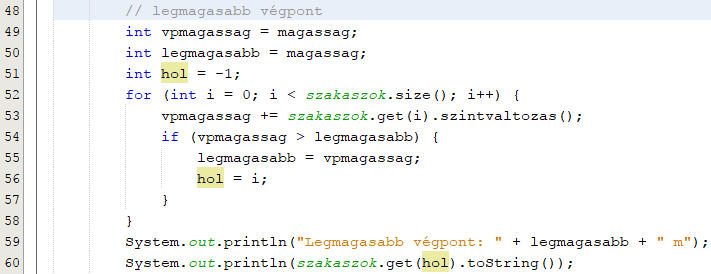 48 // legmagasabb végpont
49 int vpmagassag = magassag;
50 int legmagasabb = magassag;
51 int hol = -1;
52 for (int i = 0; i < szakaszok.size(); i++) {
53 vpmagassag += szakaszok.get(i).szintvaltozas();
54 if (vpmagassag > legmagasabb) {
55 legmagasabb = vpmagassag;
56 hol = i;
57 }
58 }
59 System.out.println("Legmagasabb végpont: " + legmagasabb + " m");
60 System.out.println(szakaszok.get(hol).toString());